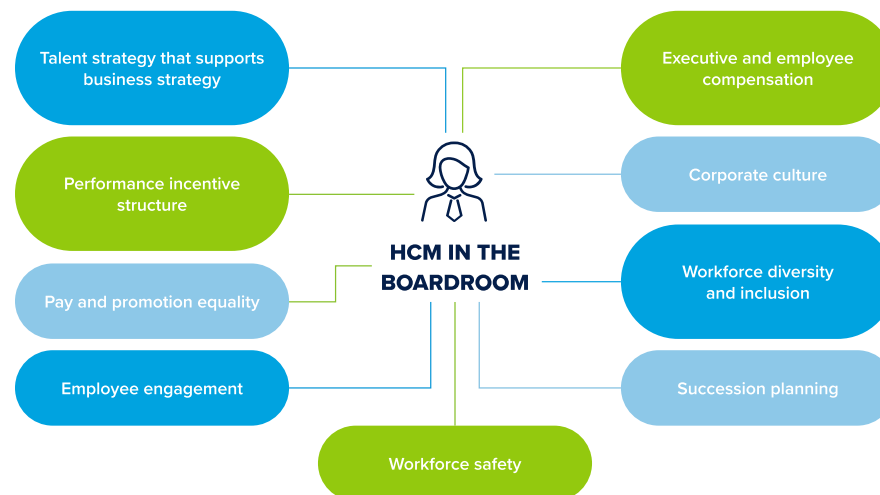 Talent strategy that supports
business strategy
Executive and employee
compensation
Performance incentive
structure
Corporate culture
HCM IN THE
BOARDROOM
Pay and promotion equality
Workforce diversity
and inclusion
Employee engagement
Succession planning
Workforce safety